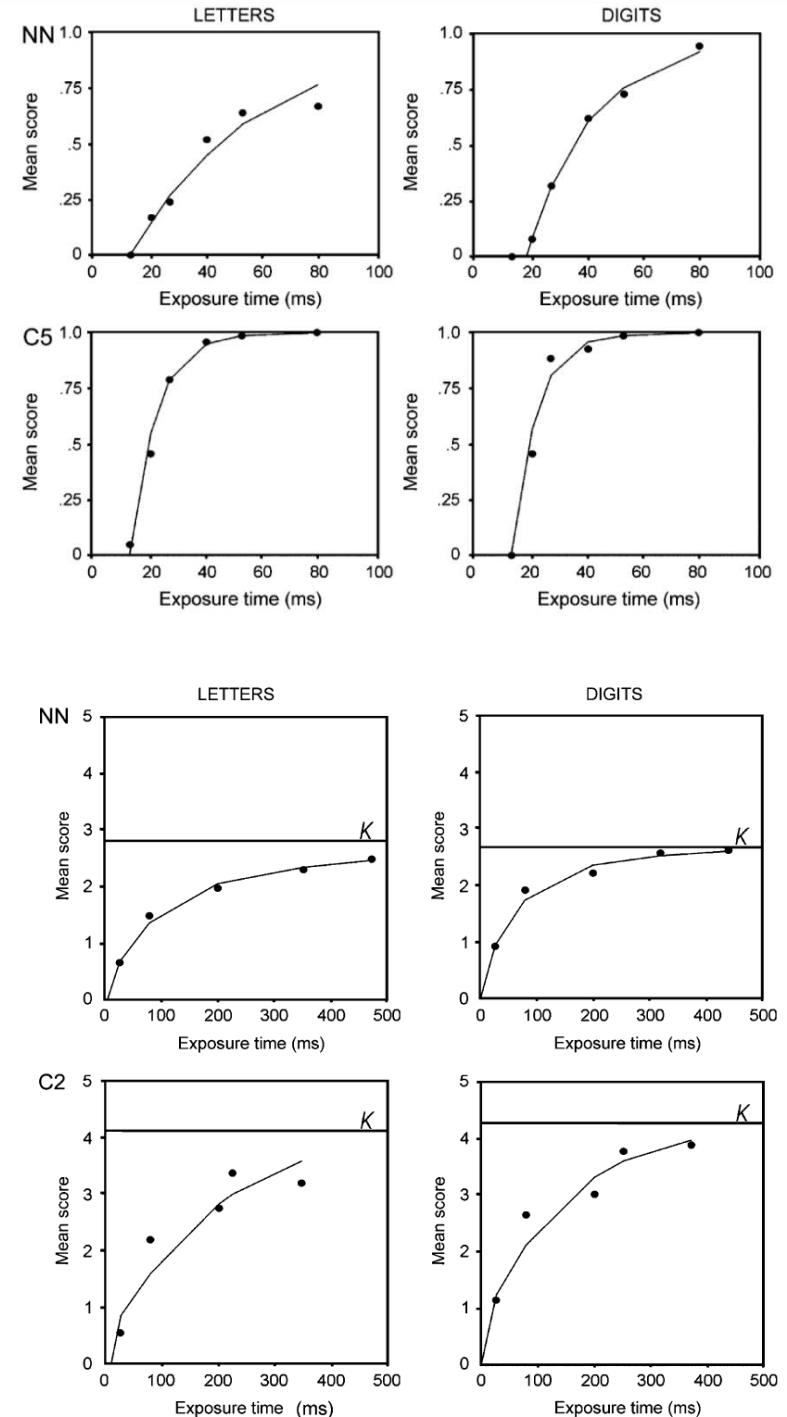 LETTERS DIGITS
NN 1.0 1.0
.75 .75
.5 .5
.25 .25
0 0
Mean score Mean score
0 20 40 60 80 100 0 20 40 60 80 100
Exposure time (ms) Exposure time (ms)
C5 1.0 1.0
.75 .75
.5 .5
.25 .25
0 0
Mean score Mean score
0 20 40 60 80 100 0 20 40 60 80 100
Exposure time (ms) Exposure time (ms)
LETTERS DIGITS
NN 5 5
4 4
3 K 3 K
2 2
1 1
0 0
Mean score Mean score
0 100 200 300 400 500 0 100 200 300 400 500
Exposure time (ms) Exposure time (ms)
C2 5 5
K K
4 4
3 3
2 2
1 1
0 0
Mean score Mean score
0 100 200 300 400 500 0 100 200 300 400 500
Exposure time (ms) Exposure time (ms)